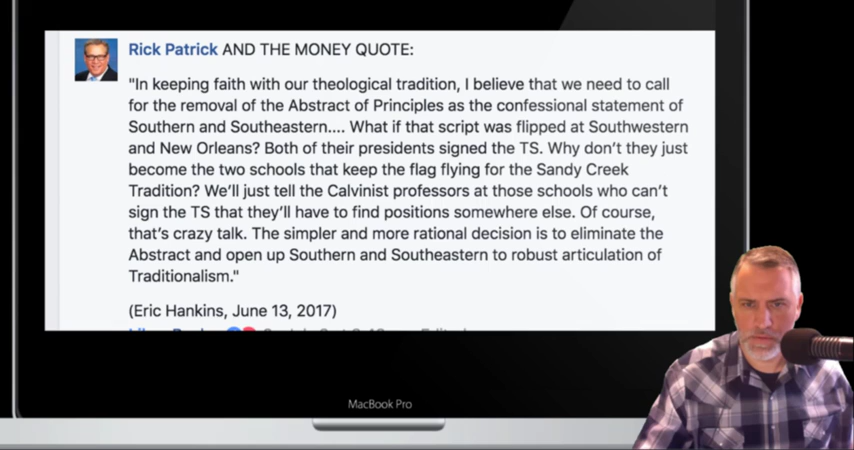 Rick Patrick AND THE MONEY QUOTE:
"In keeping faith with our theological tradition, I believe that we need to call
for the removal of the Abstract of Principles as the confessional statement of
Southern and Southeastern.... What if that script was flipped at Southwestern
and New Orleans? Both of their presidents signed the TS. Why don't they just
become the two schools that keep the flag flying for the Sandy Creek
Tradition? We'll just tell the Calvinist professors at those schools who can't
sign the TS that they'll have to find positions somewhere else. Of course,
that's crazy talk. The simpler and more rational decision is to eliminate the
Abstract and open up Southern and Southeastern to robust articulation of
Traditionalism."
(Eric Hankins, June 13, 2017)
MacBook Pro